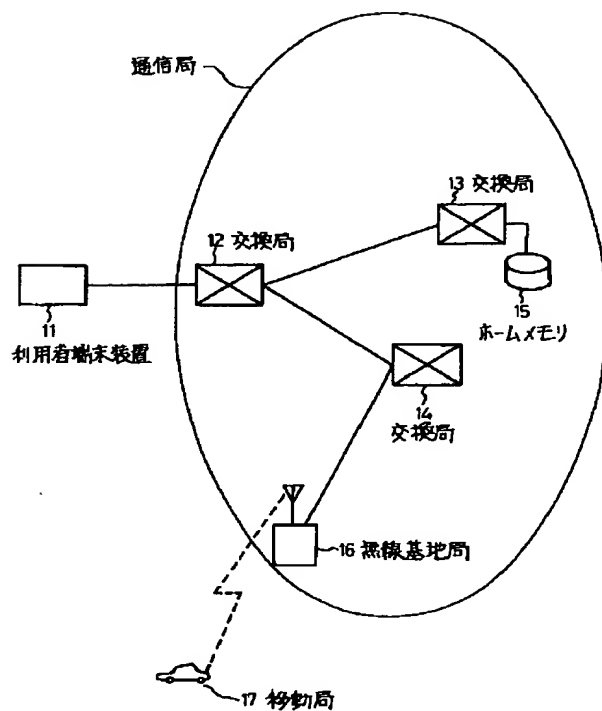 通信局
13 交換局
12 交換局
15
ホームメモリ
11
利用者端末装置
14
交換局
16 無線基地局
17 移動局